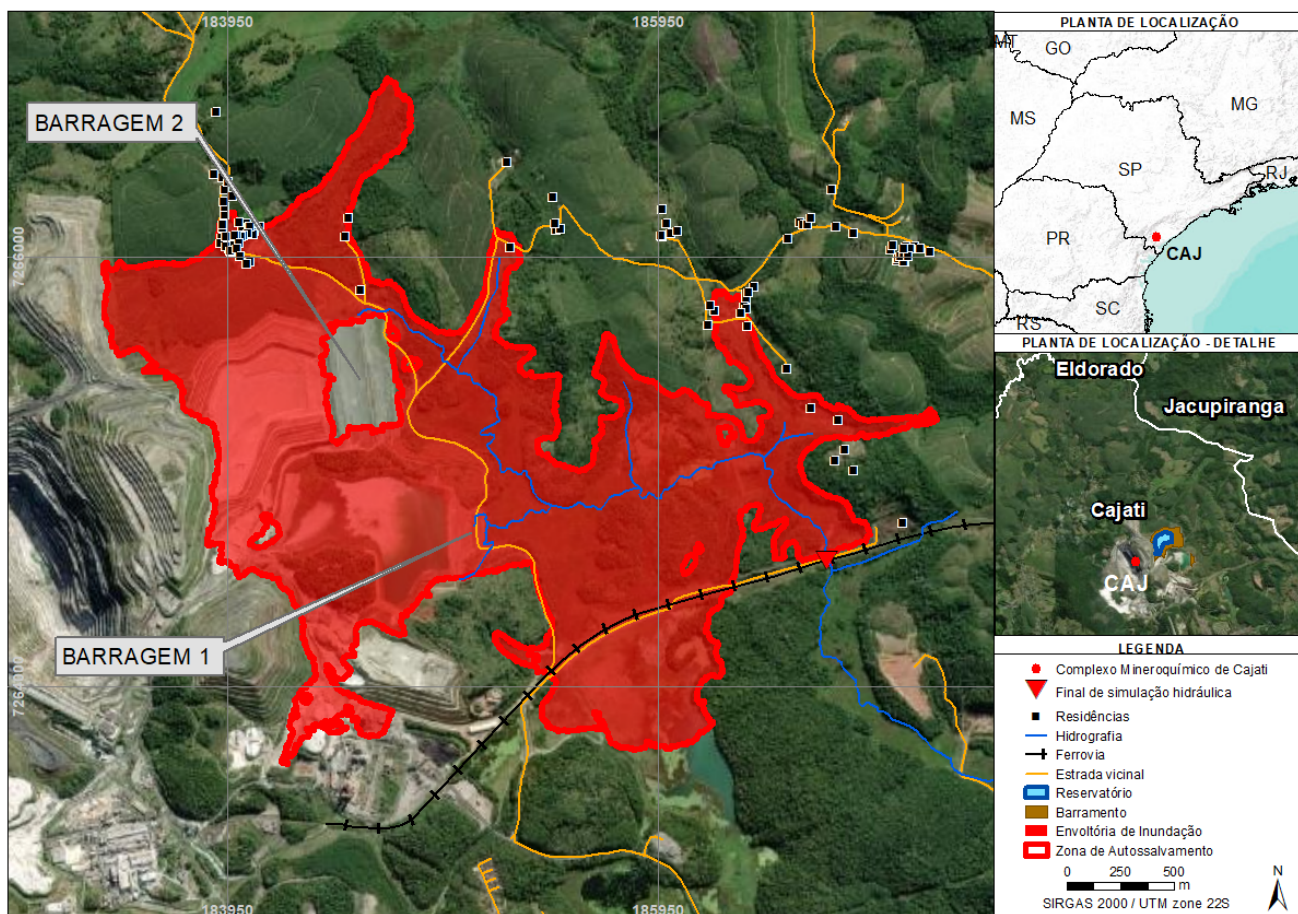 183950
185950
BARRAGEM 2
7266000
BARRAGEM 1
183950
185950
PLANTA DE LOCALIZAÇÃO
MT
GO
MS
MG
SP
RJ
PR
CAJ
SC
RS
PLANTA DE LOCALIZAÇÃO - DETALHE
Eldorado
Jacupiranga
Cajati
CAJ
LEGENDA
Complexo Mineroquímico de Cajati
Final de simulação hidráulica
Residências
Hidrografia
Ferrovia
Estrada vicinal
Reservatório
Barramento
Envoltória de Inundação
Zona de Autossalvamento
0 250 500
m
N
SIRGAS 2000 / UTM zone 22S